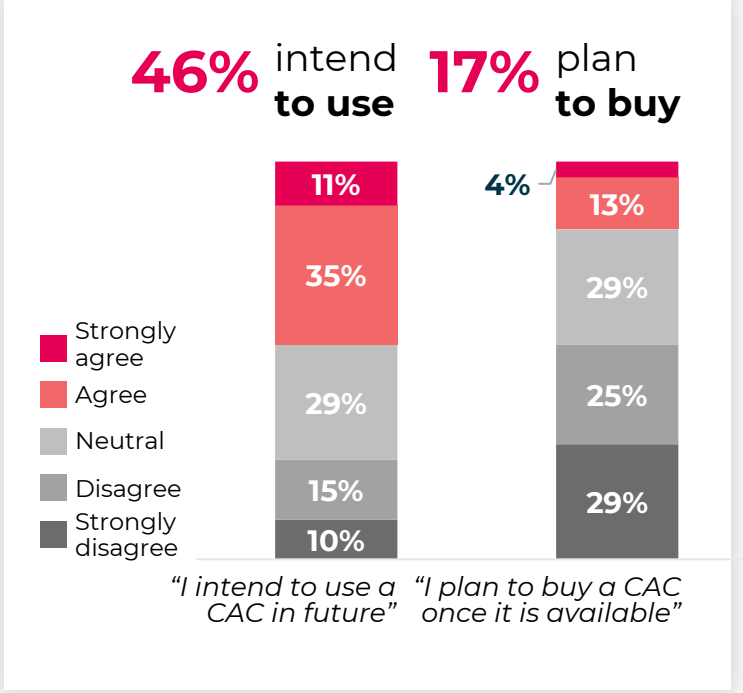 46% intend to use
17% plan to buy
11%
35%
29%
15%
10%
4%
13%
29%
25%
29%
Strongly
agree
Agree
Neutral
Disagree
Strongly
disagree
“I intend to use a
CAC in future”
“I plan to buy a CAC
once it is available”